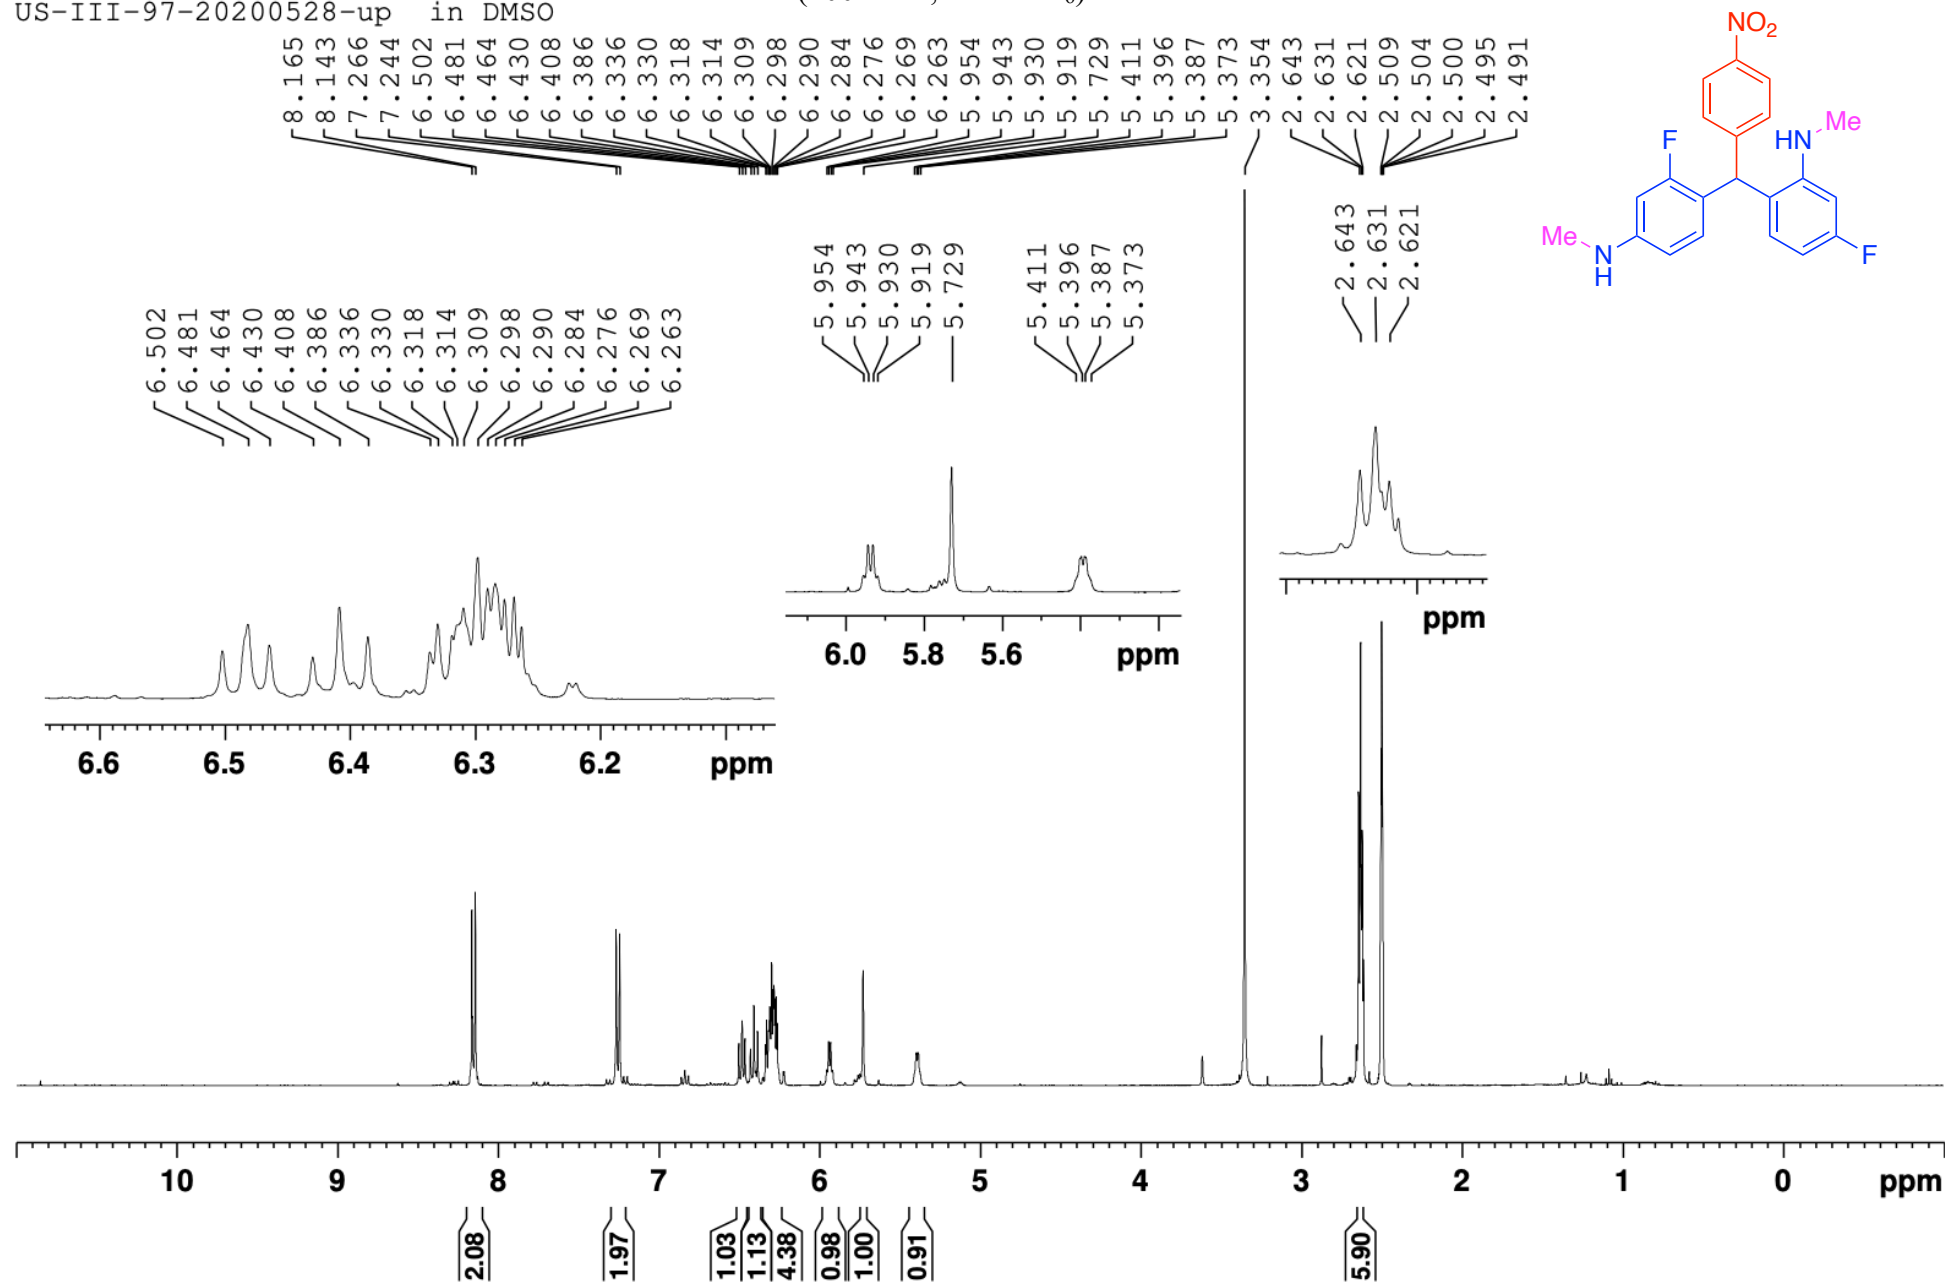 US-III-97-20200528-up in DMSO
8.165 8.143 7.266 7.244 6.502 6.481 6.464 6.430 6.408 6.386 6.336 6.330 6.318 6.314 6.309 6.298 6.290 6.284 6.276 6.269 6.263 5.954 5.943 5.930 5.919 5.729 5.411 5.396 5.387 5.373 3.354 2.643 2.631 2.621 2.509 2.504 2.500 2.495 2.491
NO2
HN Me
F
Me N H
F
2.643 2.631 2.621
5.954 5.943 5.930 5.919 5.729 5.411 5.396 5.387 5.373
6.502 6.481 6.464 6.430 6.408 6.386 6.336 6.330 6.318 6.314 6.309 6.298 6.290 6.284 6.276 6.269 6.263
ppm
6.0 5.8 5.6 ppm
6.6 6.5 6.4 6.3 6.2 ppm
10 9 8 7 6 5 4 3 2 1 0 ppm
2.08 1.97 1.03 1.13 4.38 0.98 1.00 0.91 5.90